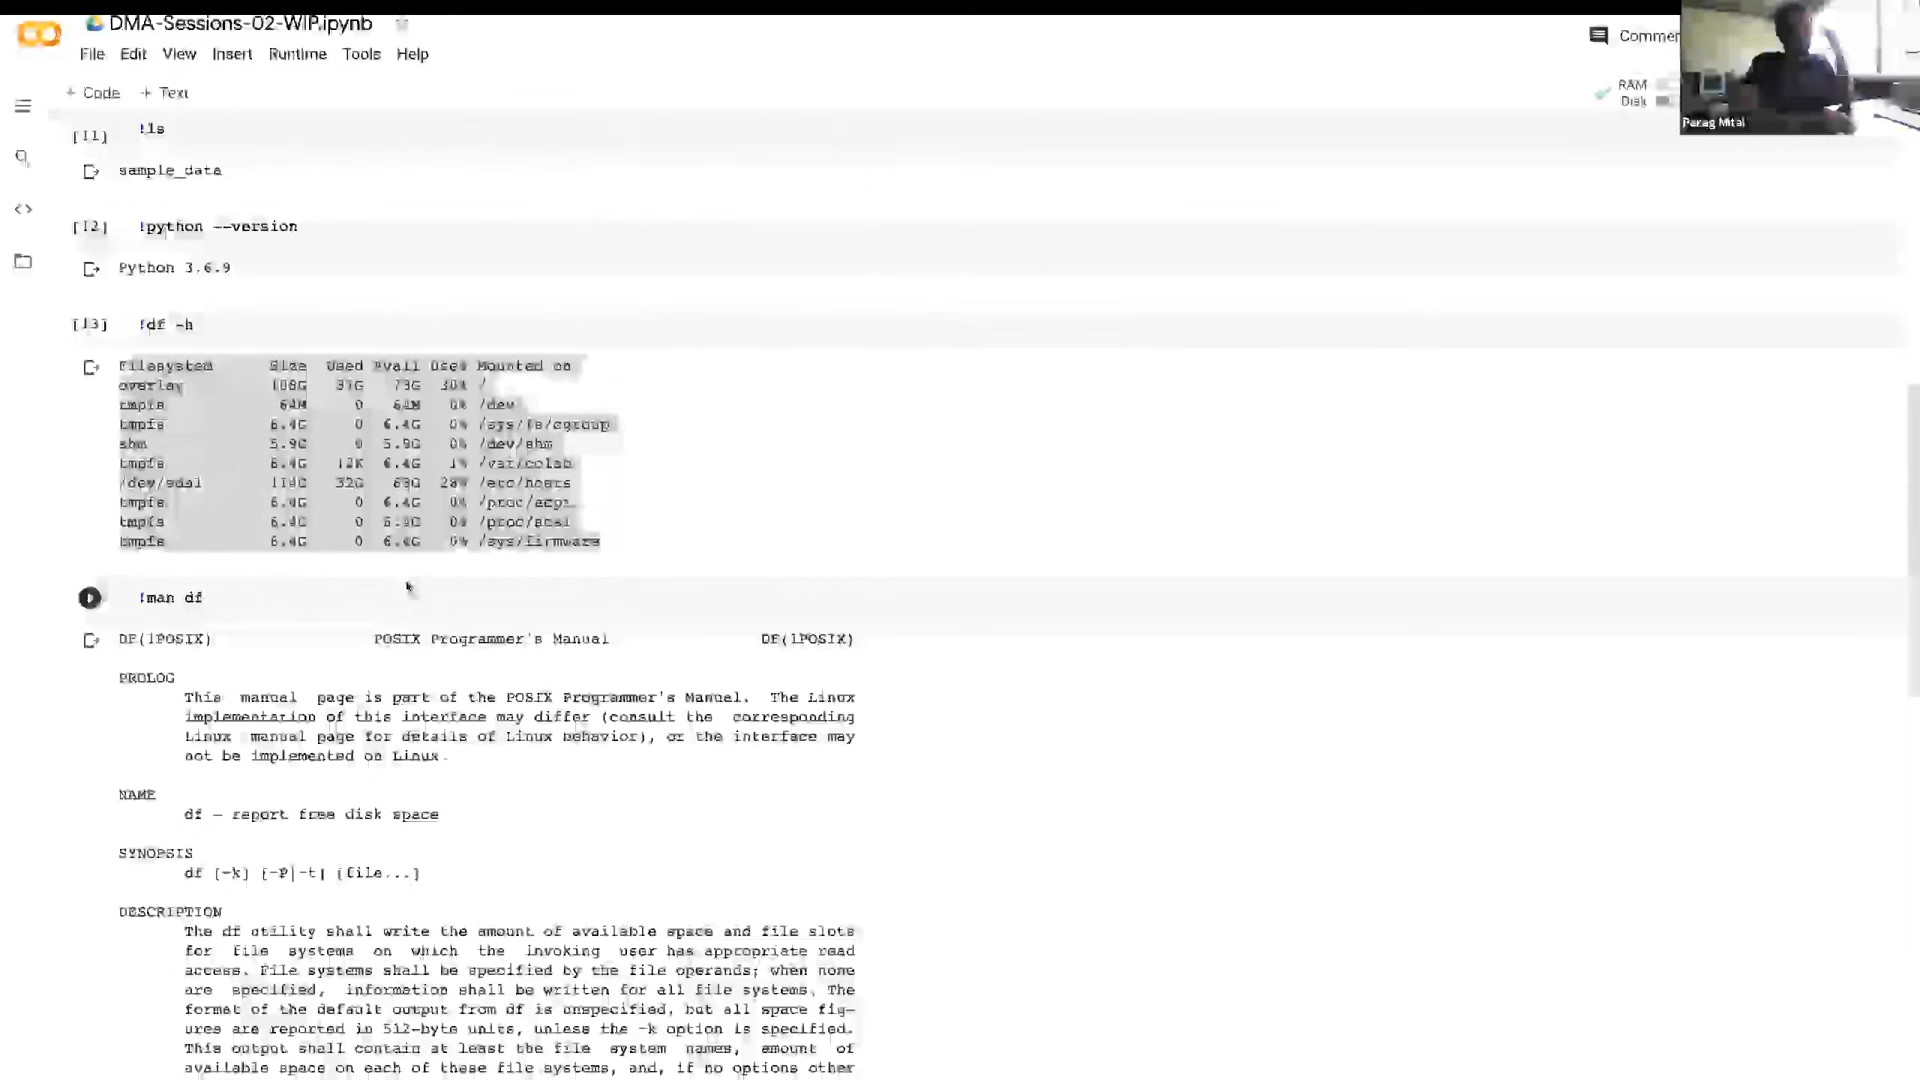 DMA-Sessions-02-WIP.ipynb
File Edit View Insert Runtime Tools Help
Commen
+ Code + Text
RAM
Disk
Parag Mital
[11] !ls
sample_data
[12] !python --version
Python 3.6.9
[13] !df -h
Filesystem Size Used Avail Use% Mounted on
overlay 108G 31G 73G 30% /
tmpfs 64M 0 64M 0% /dev
tmpfs 6.4G 0 6.4G 0% /sys/fs/cgroup
shm 5.9G 0 5.9G 0% /dev/shm
tmpfs 6.4G 12K 6.4G 1% /var/colab
/dev/sda1 114G 32G 28% /etc/hosts
tmpfs 6.4G 0 6.4G 0% /proc/acpi
tmpfs 6.4G 0 0% /proc/scsi
tmpfs 6.4G 0 6.4G 0% /sys/firmware
!man df
DF(1POSIX) POSIX Programmer's Manual DF(1POSIX)
PROLOG
This manual page is part of the POSIX Programmer's Manual. The Linux
implementation of this interface may differ (consult the corresponding
Linux manual page for details of Linux behavior), or the interface may
not be implemented on Linux.
NAME
df — report free disk space
SYNOPSIS
df [-k] [-P|-t] [file...]
DESCRIPTION
The df utility shall write the amount of available space and file slots
for file systems on which the invoking user has appropriate read
access. File systems shall be specified by the file operands; when none
are specified, information shall be written for all file systems. The
format of the default output from df is unspecified, but all space fig-
ures are reported in 512-byte units, unless the -k option is specified.
This output shall contain at least the file system names, amount of
available space on each of these file systems, and, if no options other